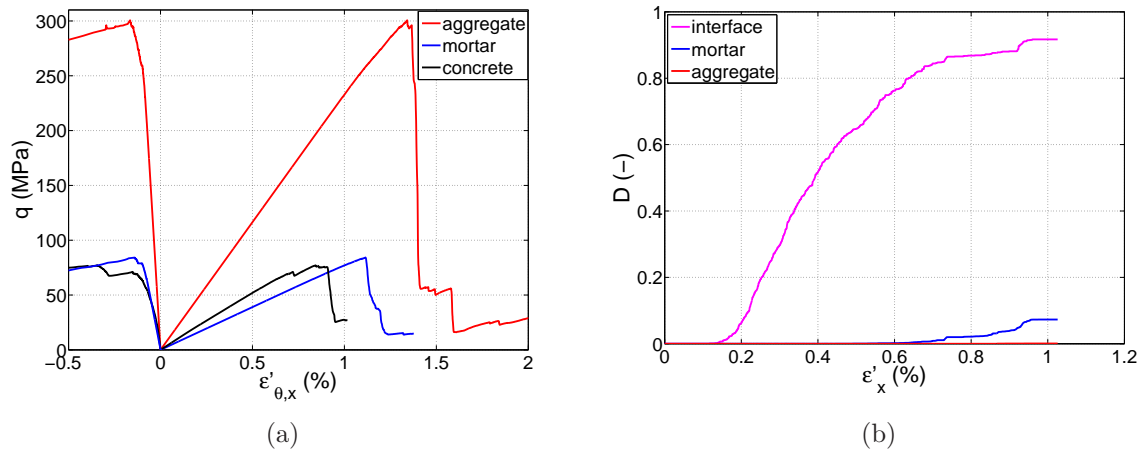 300
250
200
150
100
50
0
q (MPa)
−0.5 0 0.5 1 1.5 2
ε'θ,x (%)
aggregate
mortar
concrete
(a)
1
0.8
0.6
0.4
0.2
0
D (−)
0 0.2 0.4 0.6 0.8 1 1.2
ε'x (%)
interface
mortar
aggregate
(b)